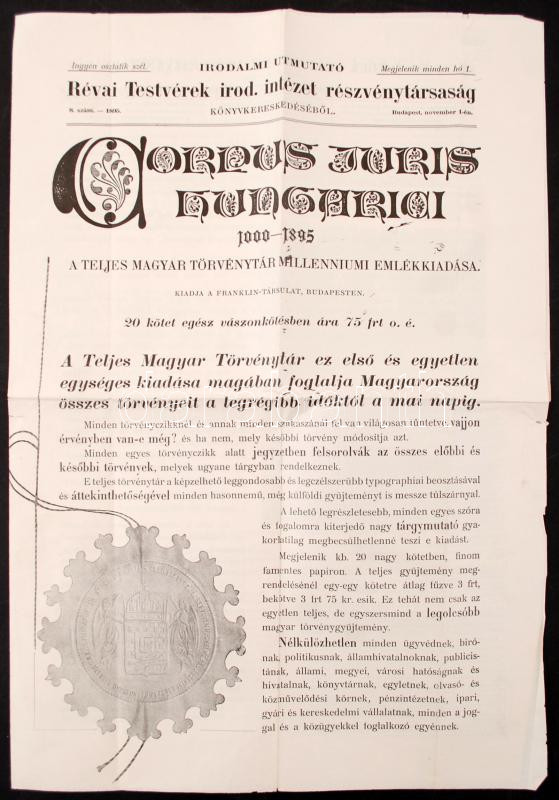 Ingyen osztatik szét.
IRODALMI ÚTMUTATÓ
Megjelenik minden hó 1.
Révai Testvérek irod. intézet részvénytársaság
8. szám. — 1895.
KÖNYVKERESKEDÉSÉBŐL.
Budapest, november 1-én.
CORPUS JURIS
HUNGARICI
1000—1895
A TELJES MAGYAR TÖRVÉNYTÁR MILLENNIUMI EMLÉKKIADÁSA.
KIADJA A FRANKLIN-TÁRSULAT, BUDAPESTEN.
20 kötet egész vászonkötésben ára 75 frt o. é.
A Teljes Magyar Törvénytár ez első és egyetlen
egységes kiadása magában foglalja Magyarország
összes törvényeit a legrégibb időktől a mai napig.
Minden törvényczikknél és annak minden szakaszánál fel van világosan tüntetve vajjon
érvényben van-e még? és ha nem, mely későbbi törvény módosítja azt.
Minden egyes törvényczikk alatt jegyzetben felsorolvák az összes előbbi és
későbbi törvények, melyek ugyane tárgyban rendelkeznek.
E teljes törvénytár a képzelhető leggondosabb és legczélszerűbb typographiai beosztásával
és áttekinthetőségével minden hasonnemű, még külföldi gyűjteményt is messze túlszárnyal.
A lehető legrészletesebb, minden egyes szóra
és fogalomra kiterjedő nagy tárgymutató gya-
korlatilag megbecsülhetlenné teszi e kiadást.
Megjelenik kb. 20 nagy kötetben, finom
famentes papiron. A teljes gyűjtemény meg-
rendelésénél egy-egy kötetre átlag fűzve 3 frt,
bekötve 3 frt 75 kr. esik. Ez tehát nem csak az
egyetlen teljes, de egyszersmind a legolcsóbb
magyar törvénygyűjtemény.
Nélkülözhetlen minden ügyvédnek, biró-
nak, politikusnak, államhivatalnoknak, publicis-
tának, állami, megyei, városi hatóságnak és
hivatalnak, könyvtárnak, egyletnek, olvasó- és
közművelődési körnek, pénzintézetnek, ipari,
gyári és kereskedelmi vállalatnak, minden a jog-
gal és a közügyekkel foglalkozó egyénnek.